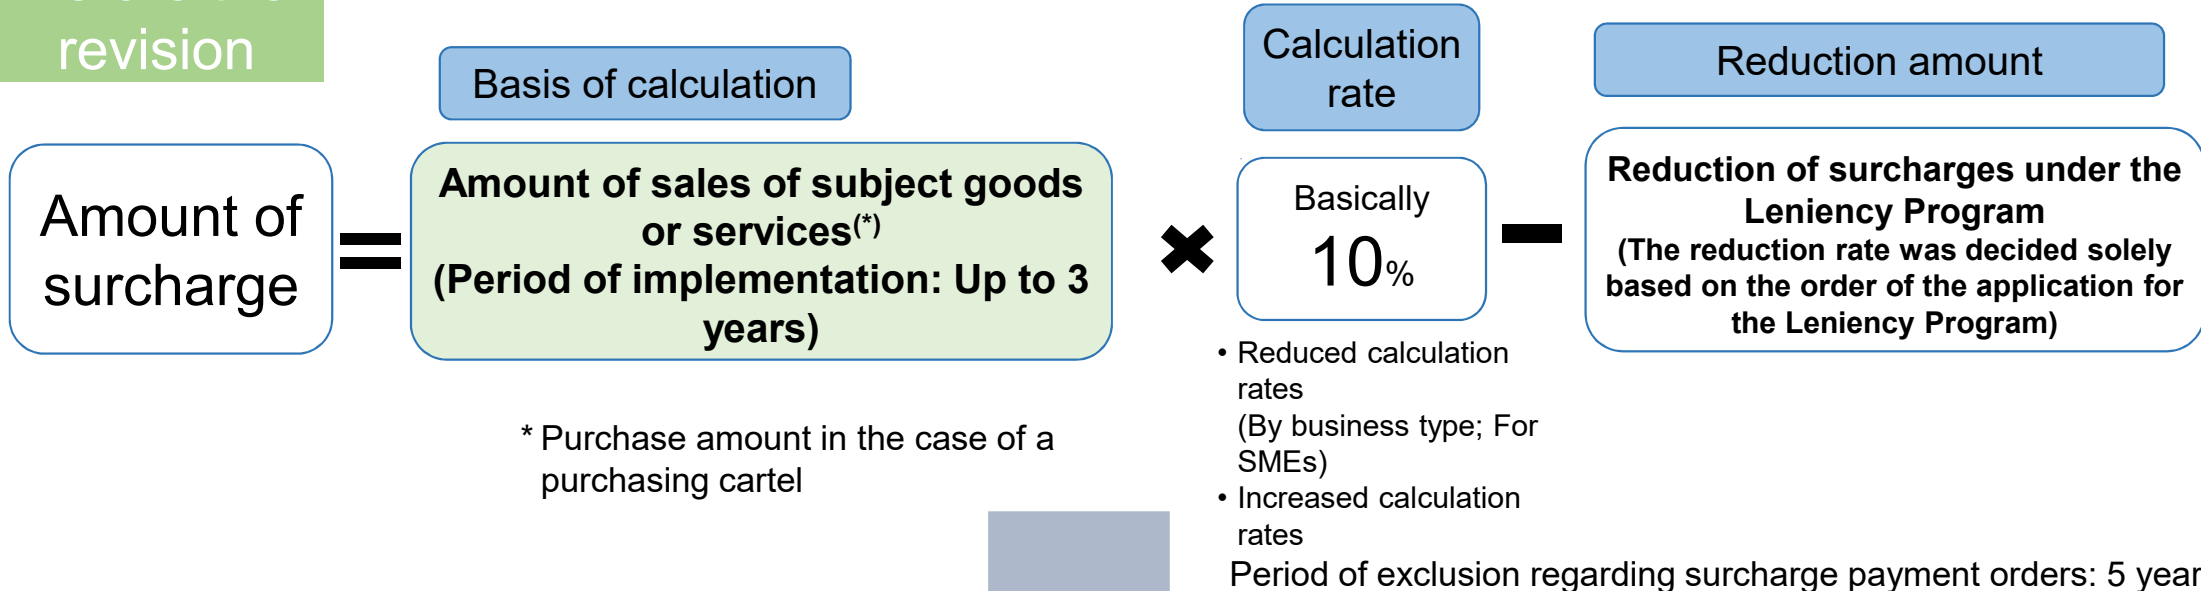 revision
Basis of calculation
Calculation
rate
Reduction amount
Amount of
surcharge
=
Amount of sales of subject goods
or services(*)
(Period of implementation: Up to 3
years)
×
Basically
10%
−
Reduction of surcharges under the
Leniency Program
(The reduction rate was decided solely
based on the order of the application for
the Leniency Program)
* Purchase amount in the case of a
purchasing cartel
• Reduced calculation
rates
(By business type; For
SMEs)
• Increased calculation
rates
Period of exclusion regarding surcharge payment orders: 5 year